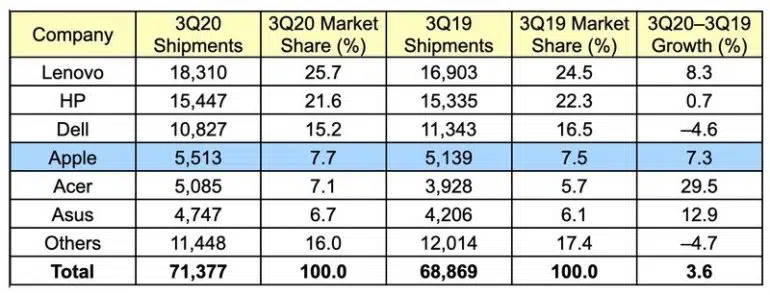 Company 3Q20 Shipments 3Q20 Market Share (%) 3Q19 Shipments 3Q19 Market Share (%) 3Q20–3Q19 Growth (%)
Lenovo 18,310 25.7 16,903 24.5 8.3
HP 15,447 21.6 15,335 22.3 0.7
Dell 10,827 15.2 11,343 16.5 –4.6
Apple 5,513 7.7 5,139 7.5 7.3
Acer 5,085 7.1 3,928 5.7 29.5
Asus 4,747 6.7 4,206 6.1 12.9
Others 11,448 16.0 12,014 17.4 –4.7
Total 71,377 100.0 68,869 100.0 3.6